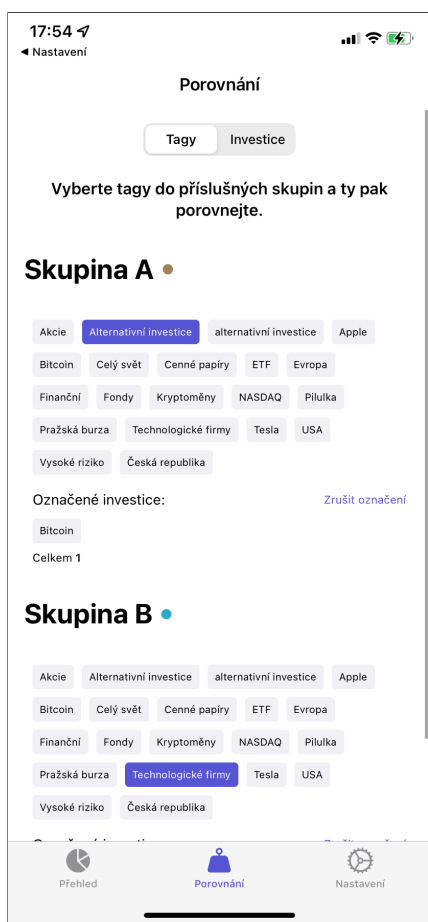 17:54
◀ Nastavení
Porovnání
Tagy Investice
Vyberte tagy do příslušných skupin a ty pak
porovnejte.
Skupina A
Akcie Alternativní investice alternativní investice Apple
Bitcoin Celý svět Cenné papíry ETF Evropa
Finanční Fondy Kryptoměny NASDAQ Pilulka
Pražská burza Technologické firmy Tesla USA
Vysoké riziko Česká republika
Označené investice: Zrušit označení
Bitcoin
Celkem 1
Skupina B
Akcie Alternativní investice alternativní investice Apple
Bitcoin Celý svět Cenné papíry ETF Evropa
Finanční Fondy Kryptoměny NASDAQ Pilulka
Pražská burza Technologické firmy Tesla USA
Vysoké riziko Česká republika
Přehled Porovnání Nastavení